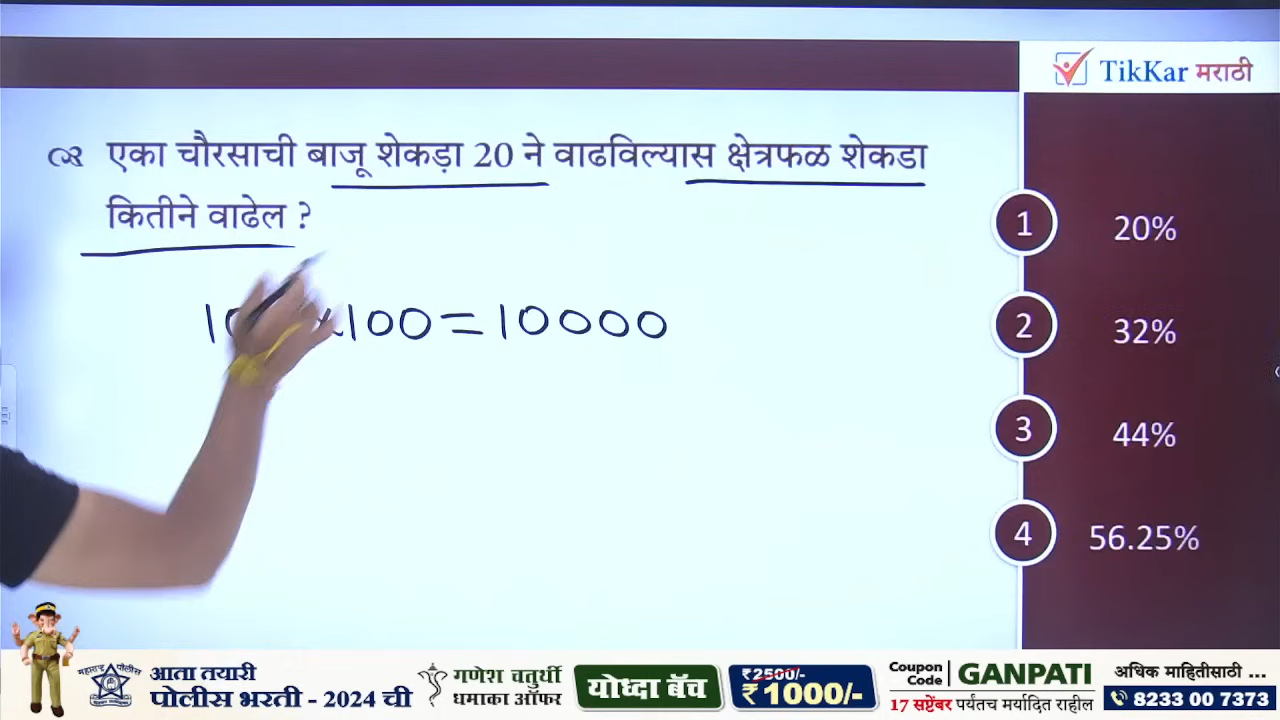 TikKar मराठी
एका चौरसाची बाजू शेकड़ा 20 ने वाढविल्यास क्षेत्रफळ शेकडा
कितीने वाढेल ?
100 = 10000
1 20%
2 32%
3 44%
4 56.25%
महाराष्ट्र पोलीस
आता तयारी
पोलीस भरती - 2024 ची
गणेश चतुर्थी
धमाका ऑफर
योध्दा बॅच
₹2500/-
₹1000/-
Coupon Code GANPATI
17 सप्टेंबर पर्यंतच मर्यादित राहील
अधिक माहितीसाठी ...
8233 00 7373